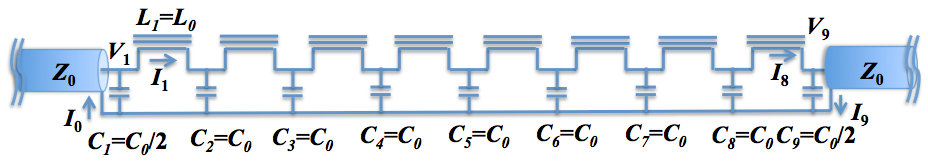 L₁=L₀
V₁ V₉
Z₀ I₁ I₈ Z₀
I₀ I₉
C₁=C₀/2 C₂=C₀ C₃=C₀ C₄=C₀ C₅=C₀ C₆=C₀ C₇=C₀ C₈=C₀ C₉=C₀/2